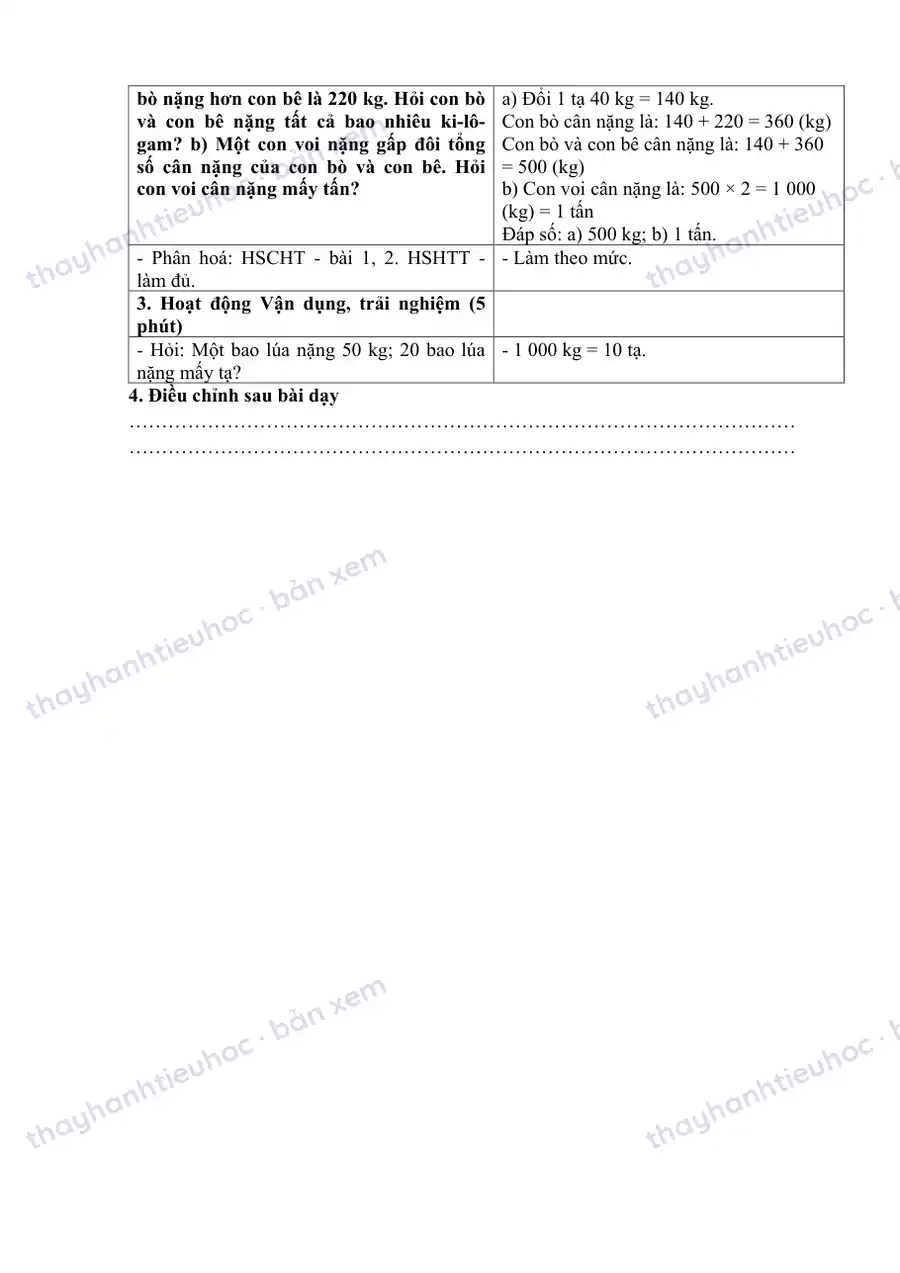 bò nặng hơn con bê là 220 kg. Hỏi con bò
và con bê nặng tất cả bao nhiêu ki-lô-
gam? b) Một con voi nặng gấp đôi tổng
số cân nặng của con bò và con bê. Hỏi
con voi cân nặng mấy tấn?
a) Đổi 1 tạ 40 kg = 140 kg.
Con bò cân nặng là: 140 + 220 = 360 (kg)
Con bò và con bê cân nặng là: 140 + 360
= 500 (kg)
b) Con voi cân nặng là: 500 × 2 = 1 000
(kg) = 1 tấn
Đáp số: a) 500 kg; b) 1 tấn.
- Phân hoá: HSCHT - bài 1, 2. HSHTT -
làm đủ.
- Làm theo mức.
3. Hoạt động Vận dụng, trải nghiệm (5
phút)
- Hỏi: Một bao lúa nặng 50 kg; 20 bao lúa
nặng mấy tạ?
- 1 000 kg = 10 tạ.
4. Điều chỉnh sau bài dạy
……………………………………………………………………………………………
……………………………………………………………………………………………
thayhanhtieuhoc · bản xem
thayhanhtieuhoc · b
thayhanhtieuhoc · bản xem
thayhanhtieuhoc · b
thayhanhtieuhoc · bản xem
thayhanhtieuhoc · b